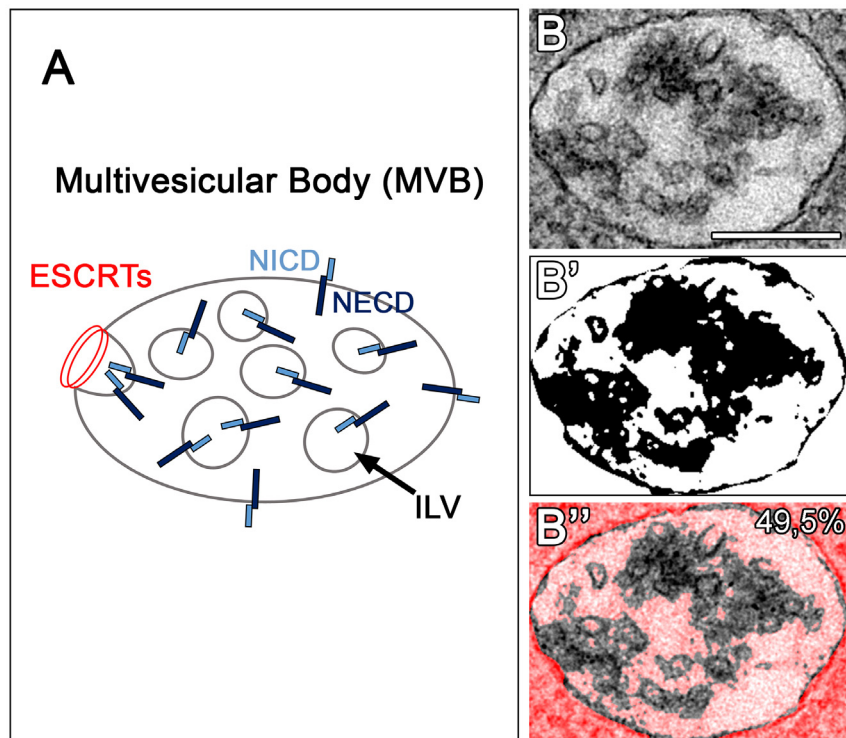 A
Multivesicular Body (MVB)
ESCRTs
NICD
NECD
ILV
B
B'
B''
49,5%